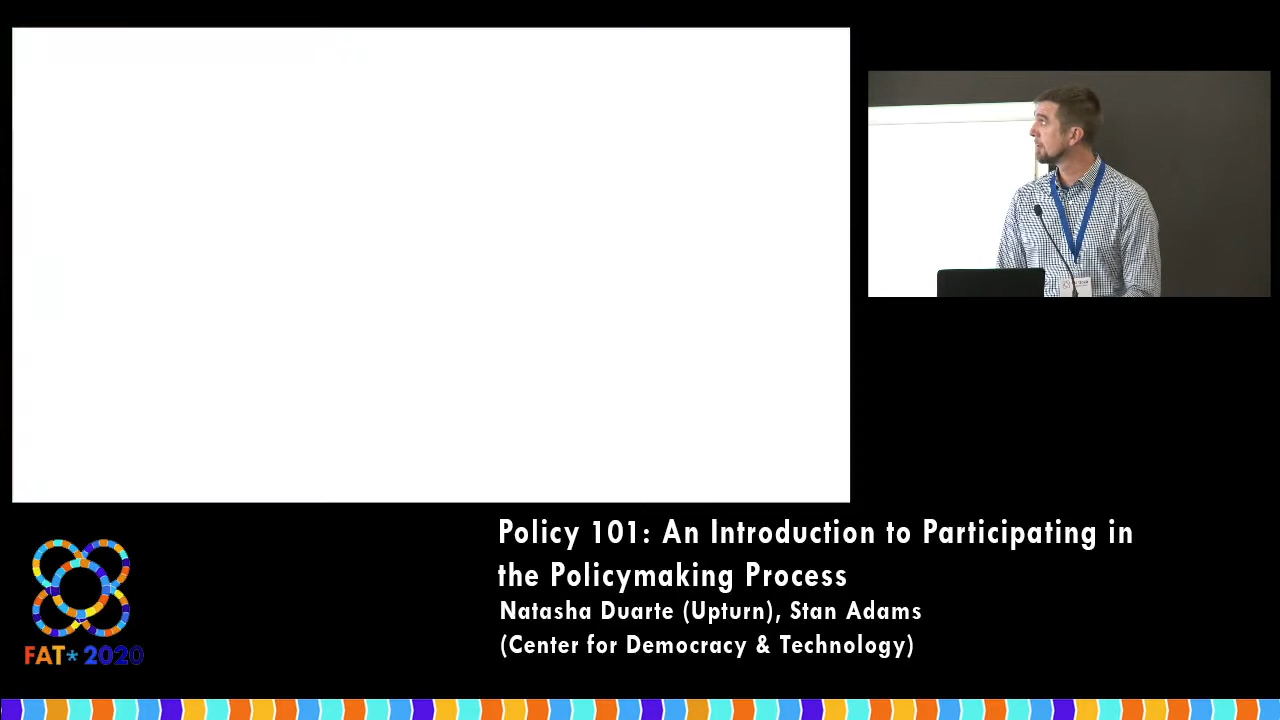 Policy 101: An Introduction to Participating in
the Policymaking Process
Natasha Duarte (Upturn), Stan Adams
(Center for Democracy & Technology)
FAT* 2020